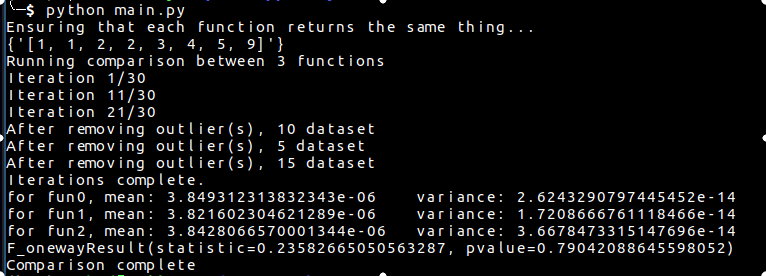 $ python main.py
Ensuring that each function returns the same thing...
{'[1, 1, 2, 2, 3, 4, 5, 9]'}
Running comparison between 3 functions
Iteration 1/30
Iteration 11/30
Iteration 21/30
After removing outlier(s), 10 dataset
After removing outlier(s), 5 dataset
After removing outlier(s), 15 dataset
Iterations complete.
for fun0, mean: 3.849312313832343e-06   variance: 2.6243290797445452e-14
for fun1, mean: 3.821602304621289e-06   variance: 1.7208666761118466e-14
for fun2, mean: 3.8428066570001344e-06   variance: 3.6678473315147696e-14
F_onewayResult(statistic=0.23582665050563287, pvalue=0.79042088645598052)
Comparison complete